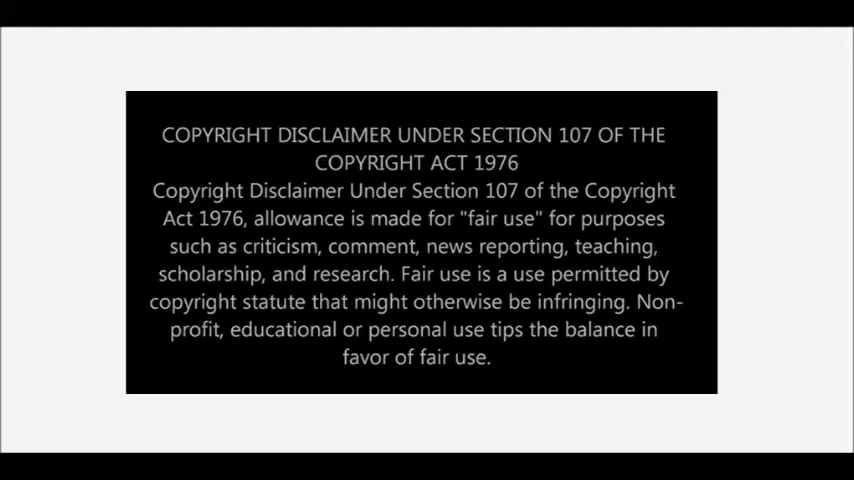 COPYRIGHT DISCLAIMER UNDER SECTION 107 OF THE
COPYRIGHT ACT 1976
Copyright Disclaimer Under Section 107 of the Copyright
Act 1976, allowance is made for "fair use" for purposes
such as criticism, comment, news reporting, teaching,
scholarship, and research. Fair use is a use permitted by
copyright statute that might otherwise be infringing. Non-
profit, educational or personal use tips the balance in
favor of fair use.